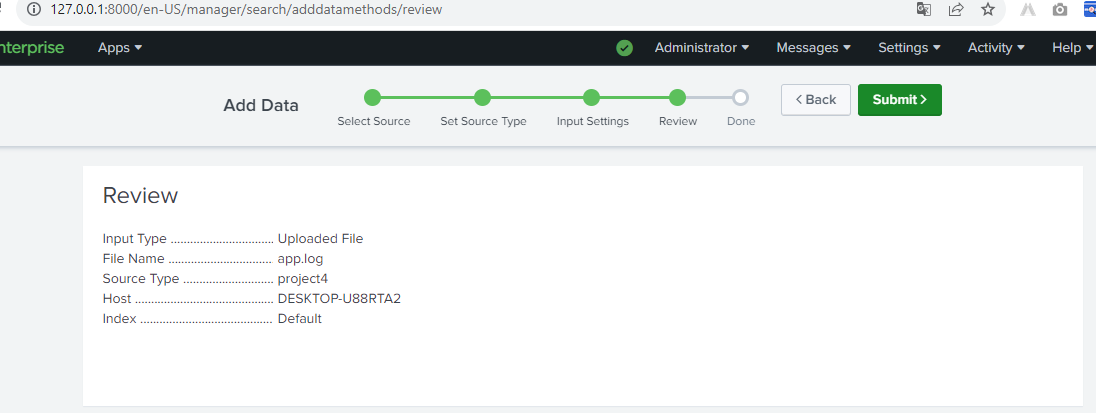 127.0.0.1:8000/en-US/manager/search/adddatamethods/review
nterprise Apps Administrator Messages Settings Activity Help
Add Data
Select Source Set Source Type Input Settings Review Done
< Back Submit >
Review
Input Type ................................ Uploaded File
File Name ................................ app.log
Source Type ............................ project4
Host .......................................... DESKTOP-U88RTA2
Index ........................................ Default